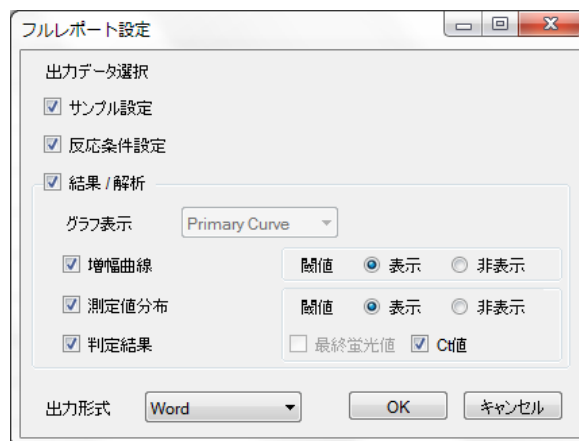 フルレポート設定
出力データ選択
サンプル設定
反応条件設定
結果 / 解析
グラフ表示 Primary Curve
増幅曲線 閾値 表示 非表示
測定値分布 閾値 表示 非表示
判定結果 最終蛍光値 Ct値
出力形式 Word OK キャンセル